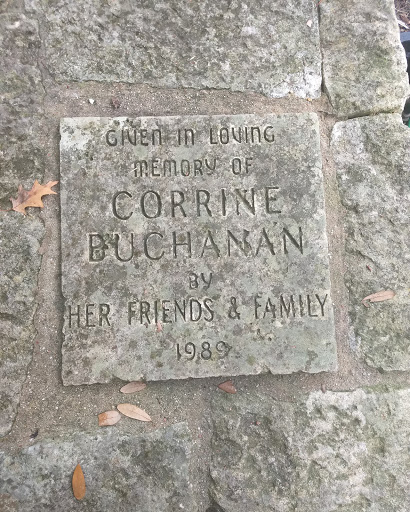 GIVEN IN LOVING
MEMORY OF
CORRINE
BUCHANAN
BY
HER FRIENDS & FAMILY
1989